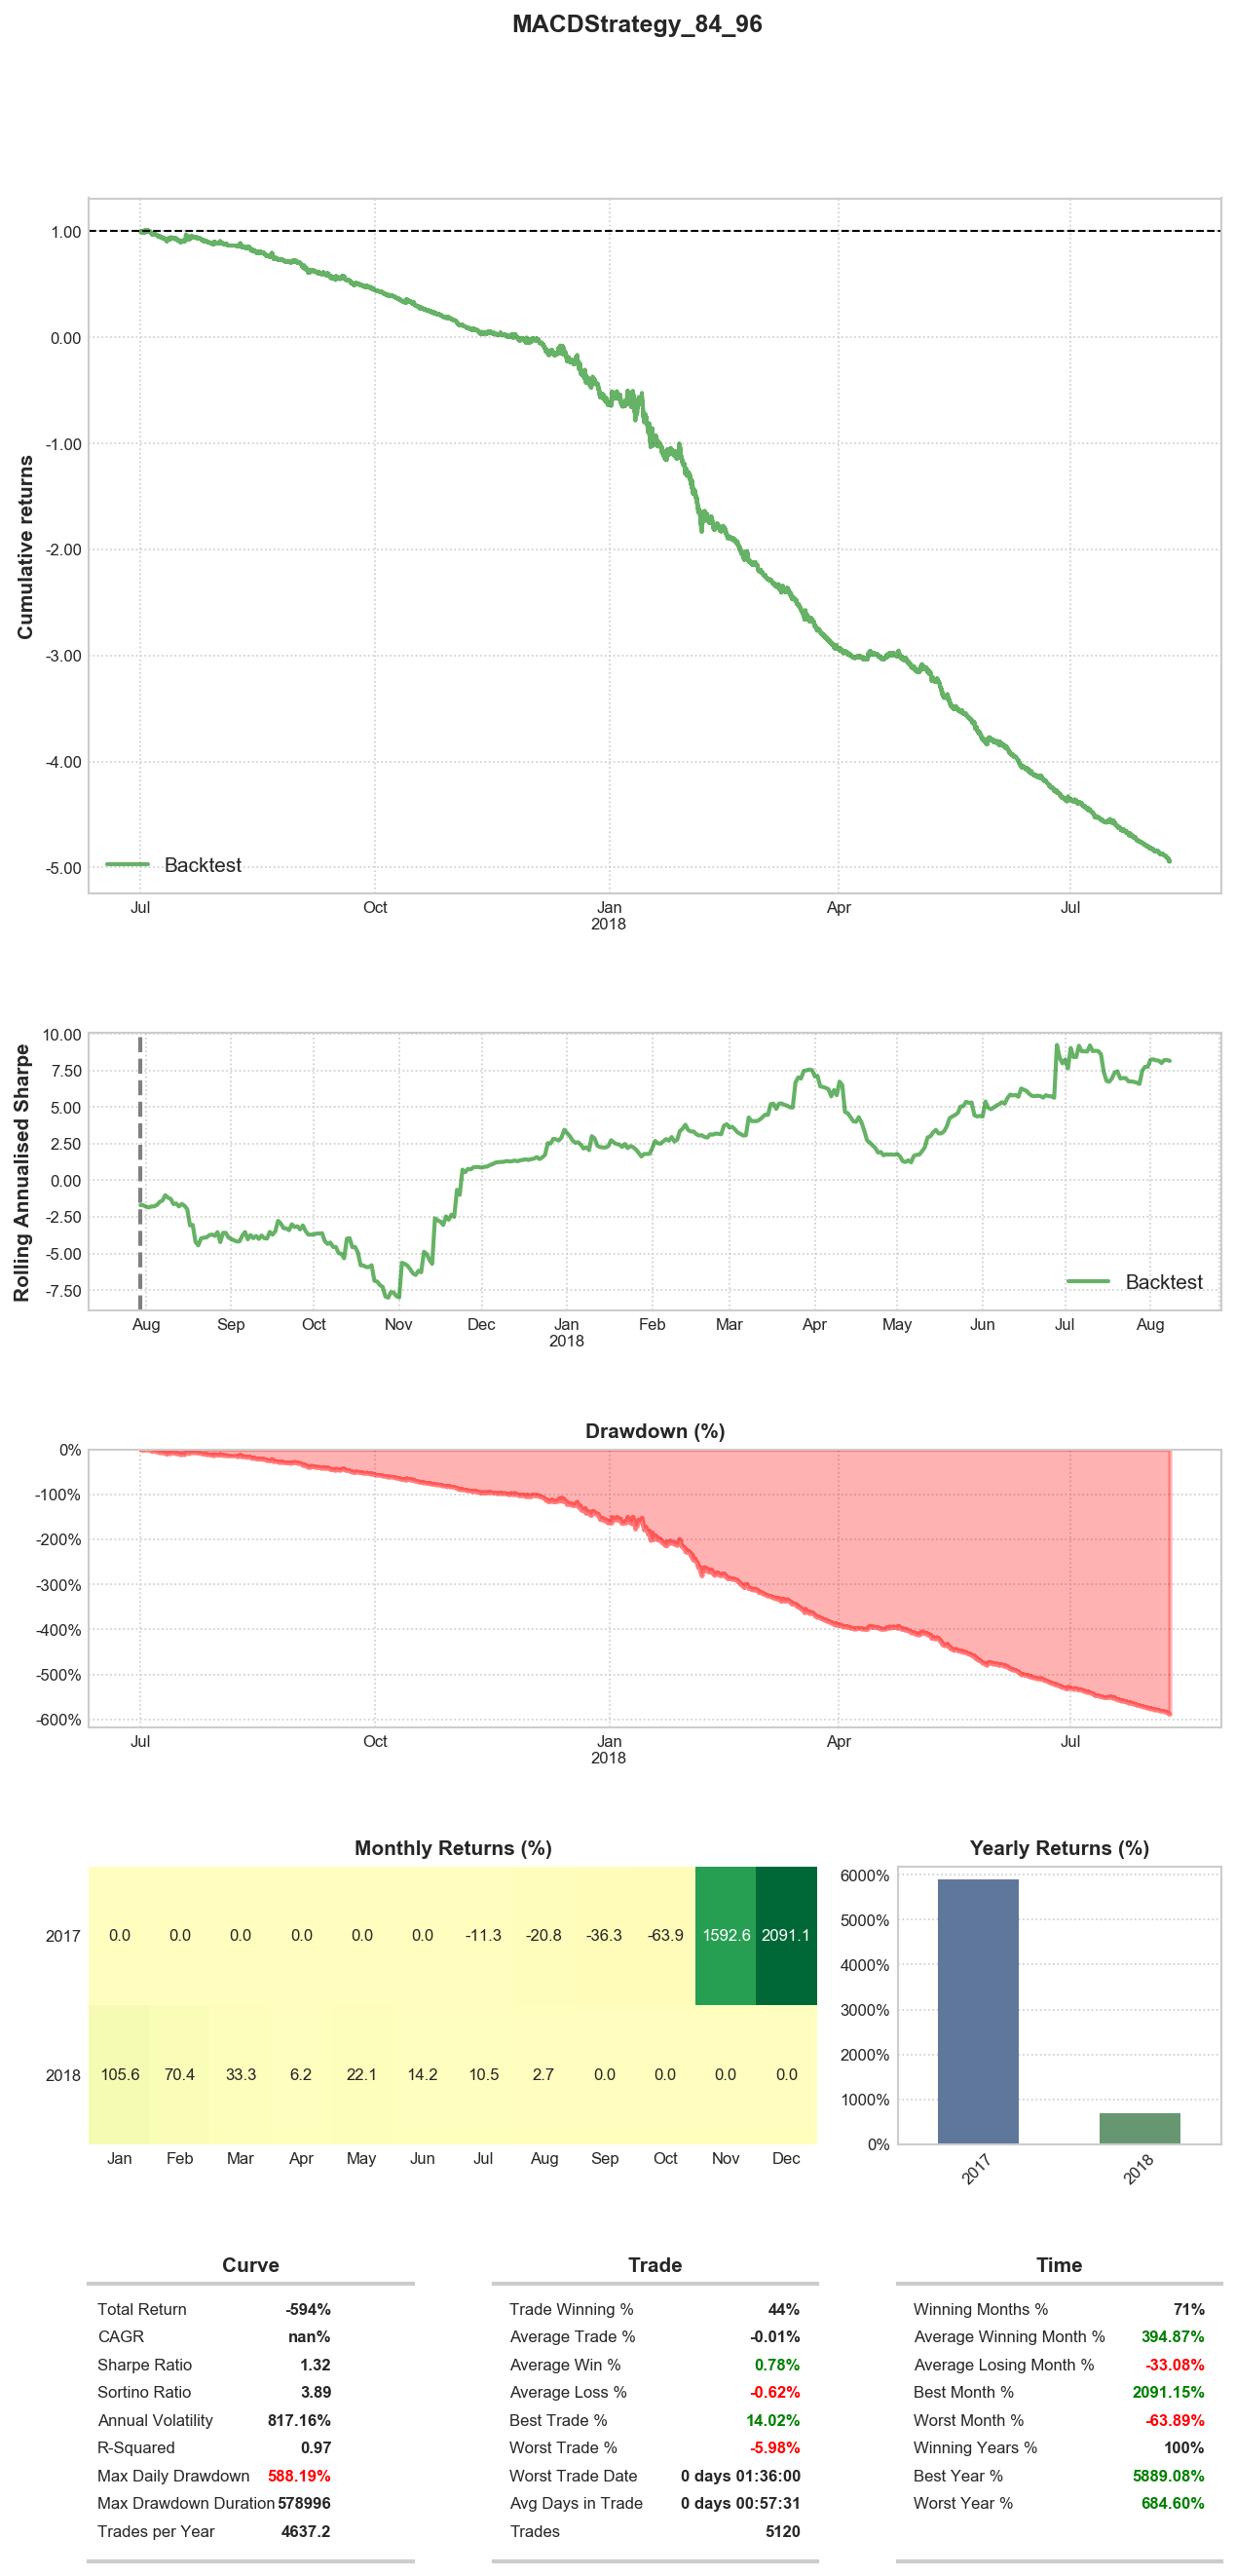 MACDStrategy_84_96
Cumulative returns
1.00
0.00
-1.00
-2.00
-3.00
-4.00
-5.00
Backtest
Jul Oct Jan Apr Jul
2018
Rolling Annualised Sharpe
10.00
7.50
5.00
2.50
0.00
-2.50
-5.00
-7.50
Backtest
Aug Sep Oct Nov Dec Jan Feb Mar Apr May Jun Jul Aug
2018
Drawdown (%)
0%
-100%
-200%
-300%
-400%
-500%
-600%
Jul Oct Jan Apr Jul
2018
Monthly Returns (%)
2017 0.0 0.0 0.0 0.0 0.0 0.0 -11.3 -20.8 -36.3 -63.9 1592.6 2091.1
2018 105.6 70.4 33.3 6.2 22.1 14.2 10.5 2.7 0.0 0.0 0.0 0.0
Jan Feb Mar Apr May Jun Jul Aug Sep Oct Nov Dec
Yearly Returns (%)
6000%
5000%
4000%
3000%
2000%
1000%
0%
2017 2018
Curve
Total Return -594%
CAGR nan%
Sharpe Ratio 1.32
Sortino Ratio 3.89
Annual Volatility 817.16%
R-Squared 0.97
Max Daily Drawdown 588.19%
Max Drawdown Duration 578996
Trades per Year 4637.2
Trade
Trade Winning % 44%
Average Trade % -0.01%
Average Win % 0.78%
Average Loss % -0.62%
Best Trade % 14.02%
Worst Trade % -5.98%
Worst Trade Date 0 days 01:36:00
Avg Days in Trade 0 days 00:57:31
Trades 5120
Time
Winning Months % 71%
Average Winning Month % 394.87%
Average Losing Month % -33.08%
Best Month % 2091.15%
Worst Month % -63.89%
Winning Years % 100%
Best Year % 5889.08%
Worst Year % 684.60%